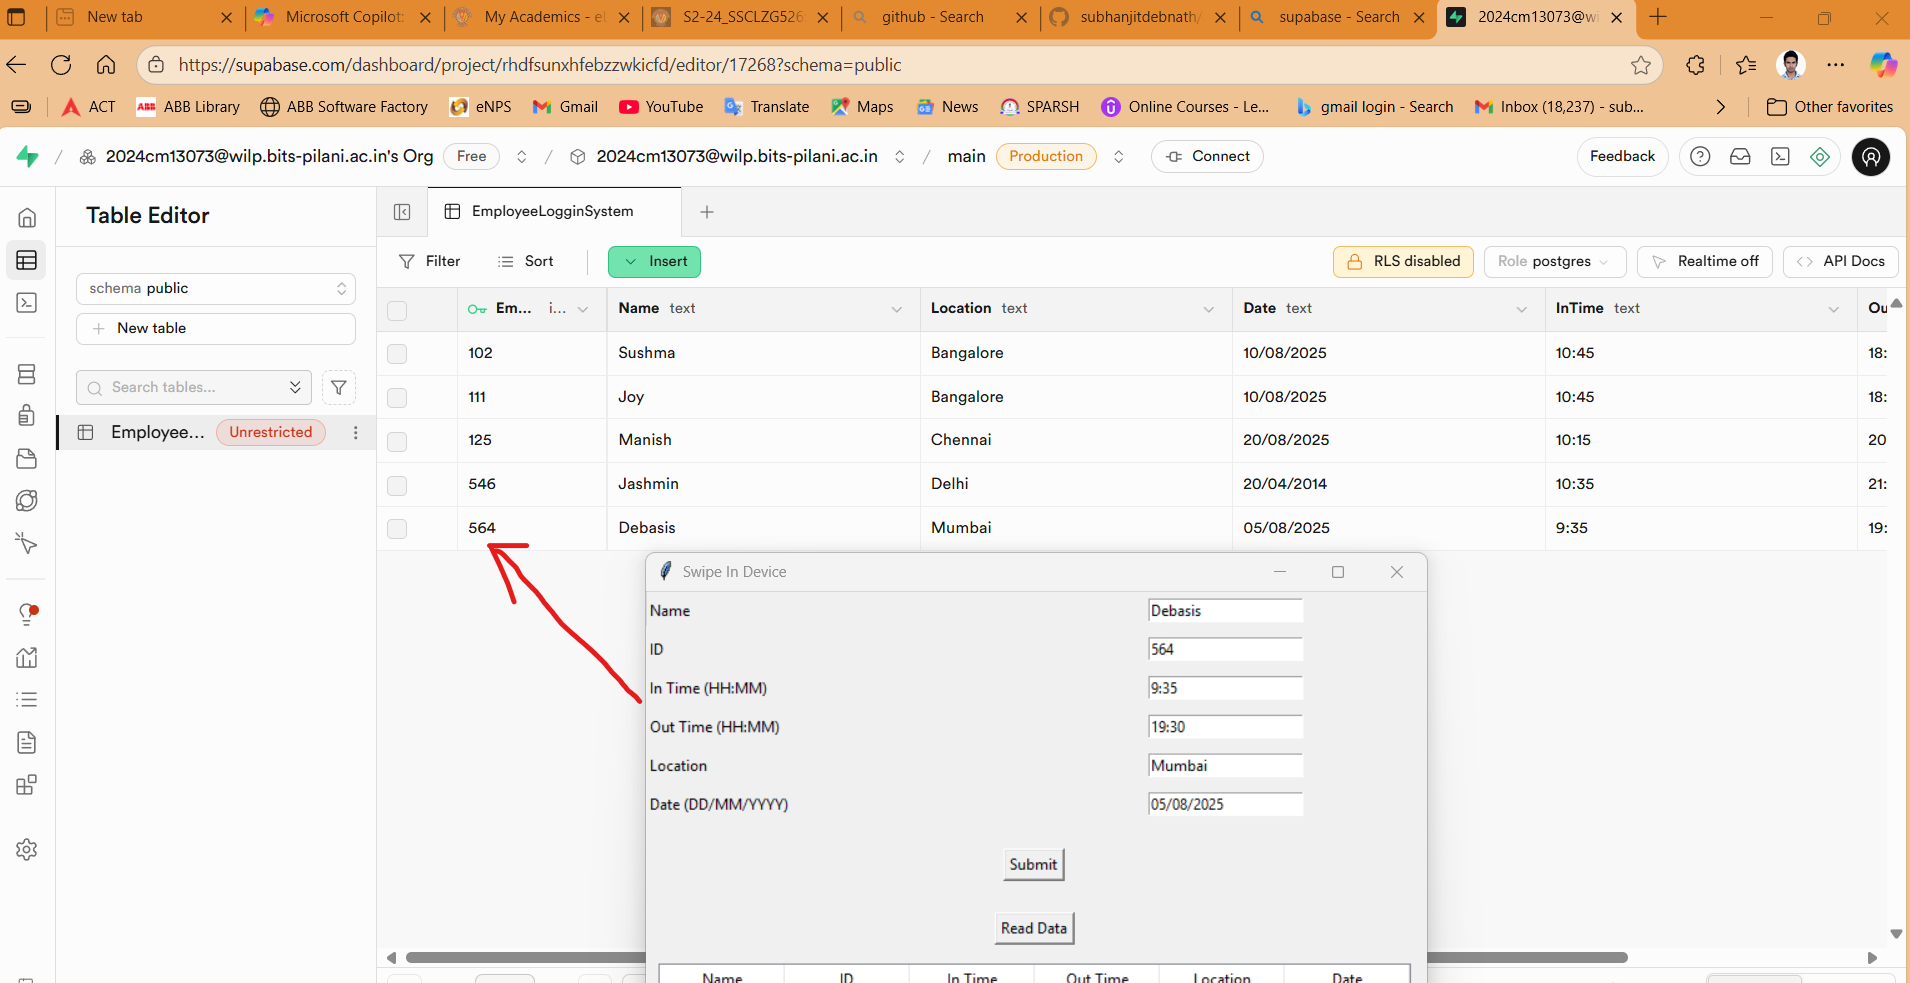 New tab
Microsoft Copilot:
My Academics - el
S2-24_SSCLZG526
github - Search
subhanjitdebnath/
supabase - Search
2024cm13073@wi
https://supabase.com/dashboard/project/rhdfsunxhfebzzwkicfd/editor/17268?schema=public
ACT
ABB ABB Library
ABB Software Factory
eNPS
Gmail
YouTube
Translate
Maps
News
SPARSH
Online Courses - Le...
gmail login - Search
Inbox (18,237) - sub...
Other favorites
/ 2024cm13073@wilp.bits-pilani.ac.in's Org Free / 2024cm13073@wilp.bits-pilani.ac.in / main Production Connect
Feedback
Table Editor
EmployeeLogginSystem
schema public
New table
Search tables...
Employee... Unrestricted
Filter Sort Insert RLS disabled Role postgres Realtime off API Docs
Em... i... Name text Location text Date text InTime text Ou
102 Sushma Bangalore 10/08/2025 10:45 18:
111 Joy Bangalore 10/08/2025 10:45 18:
125 Manish Chennai 20/08/2025 10:15 20
546 Jashmin Delhi 20/04/2014 10:35 21:
564 Debasis Mumbai 05/08/2025 9:35 19:
Swipe In Device
Name Debasis
ID 564
In Time (HH:MM) 9:35
Out Time (HH:MM) 19:30
Location Mumbai
Date (DD/MM/YYYY) 05/08/2025
Submit
Read Data
Name ID In Time Out Time Location Date